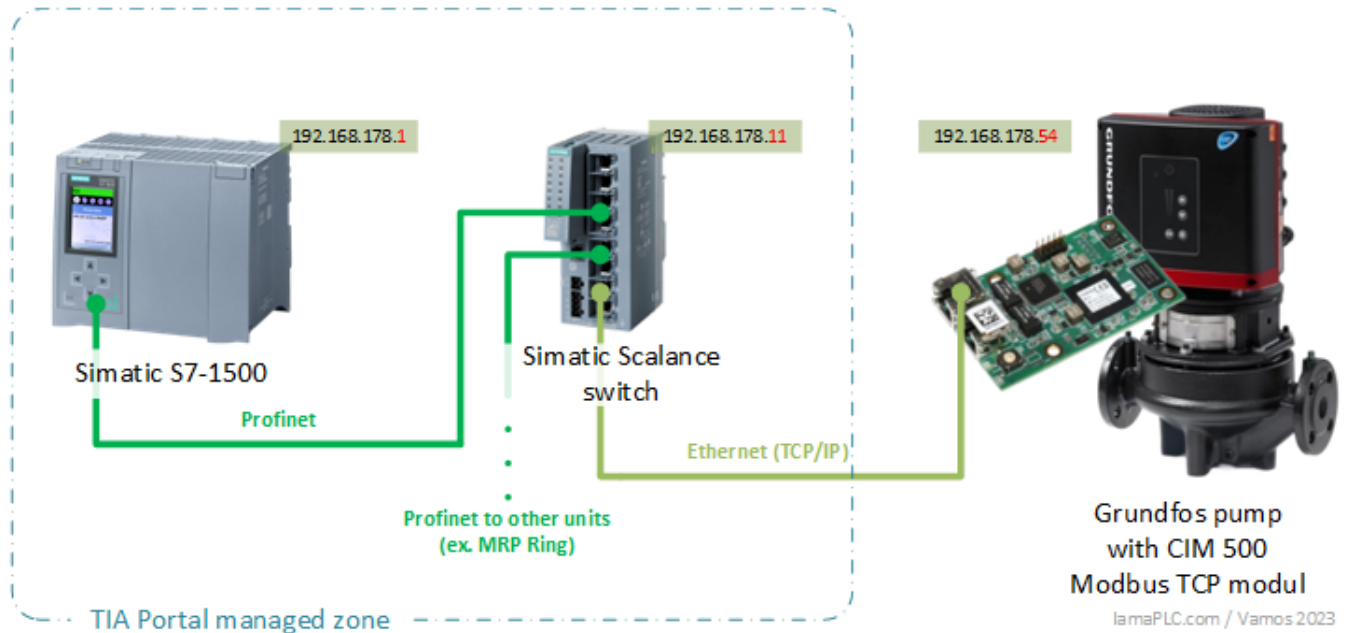 192.168.178.1
192.168.178.11
192.168.178.54
GRUNDFO
Simatic S7-1500
Simatic Scalance
switch
Profinet
Ethernet (TCP/IP)
Profinet to other units
(ex. MRP Ring)
Grundfos pump
with CIM 500
Modbus TCP modul
TIA Portal managed zone
IamaPLC.com / Vamos 2023